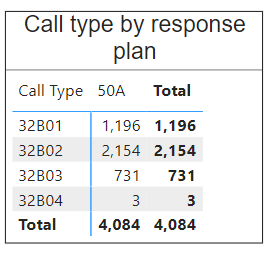 Call type by response
plan
Call Type 50A Total
32B01 1,196 1,196
32B02 2,154 2,154
32B03 731 731
32B04 3 3
Total 4,084 4,084